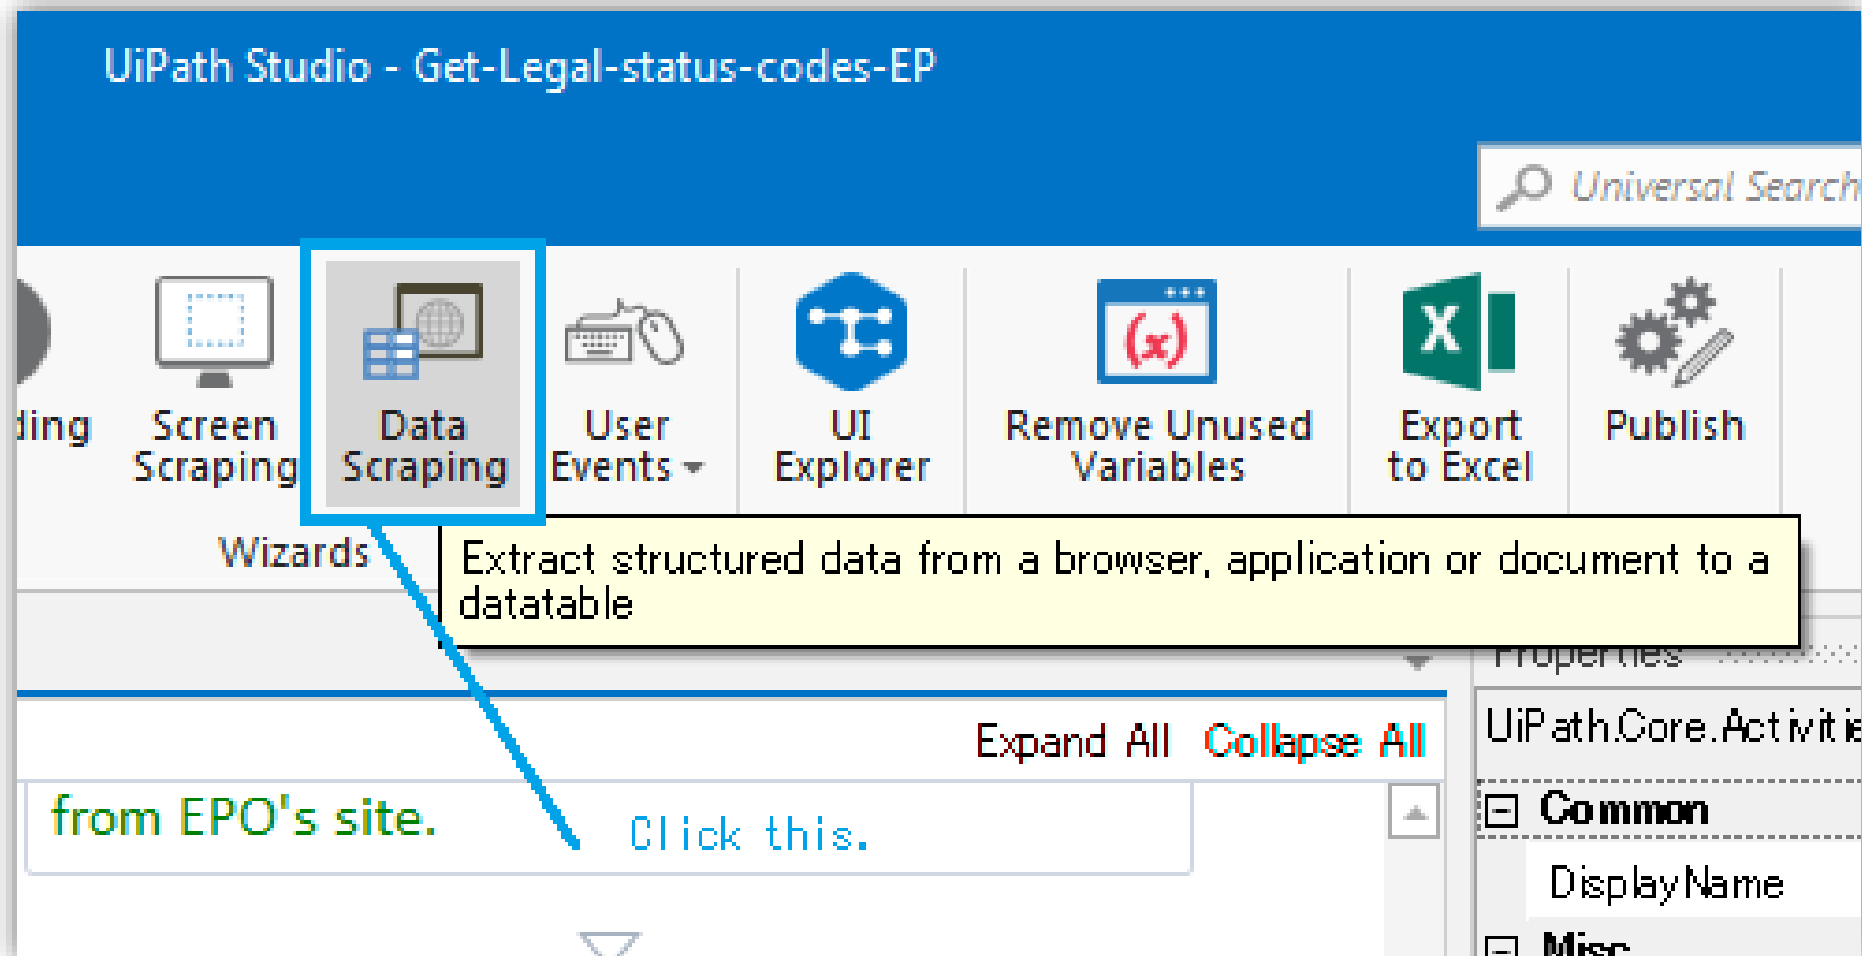 UiPath Studio - Get-Legal-status-codes-EP
Universal Search
ding
Screen
Scraping
Data
Scraping
User
Events
UI
Explorer
Remove Unused
Variables
Export
to Excel
Publish
Wizards
Extract structured data from a browser, application or document to a
datatable
Properties
Expand All Collapse All
UiPath.Core.Activitie
from EPO's site.
Click this.
Common
DisplayName
Misc